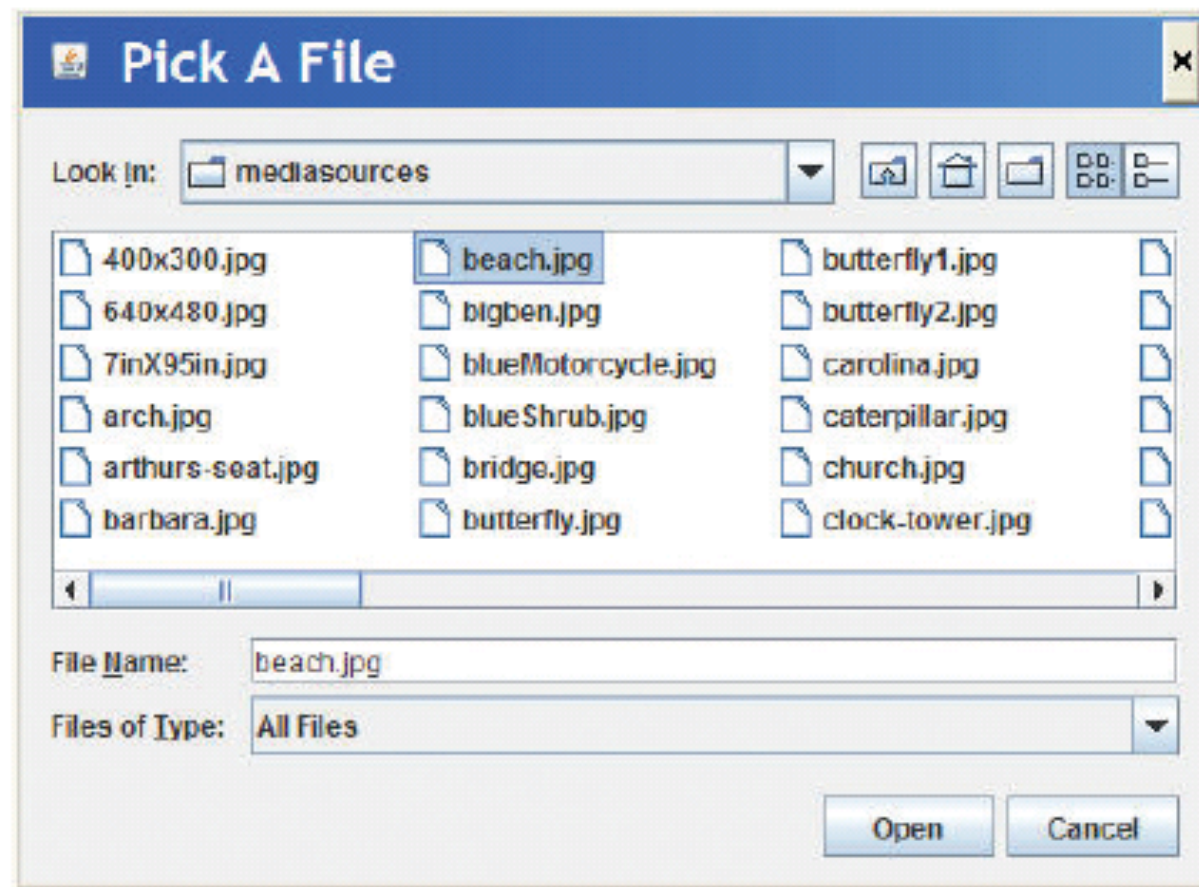 Pick A File
Look In: mediasources
400x300.jpg beach.jpg butterfly1.jpg
640x480.jpg bigben.jpg butterfly2.jpg
7inX95in.jpg blueMotorcycle.jpg carolina.jpg
arch.jpg blueShrub.jpg caterpillar.jpg
arthurs-seat.jpg bridge.jpg church.jpg
barbara.jpg butterfly.jpg clock-tower.jpg
File Name: beach.jpg
Files of Type: All Files
Open Cancel